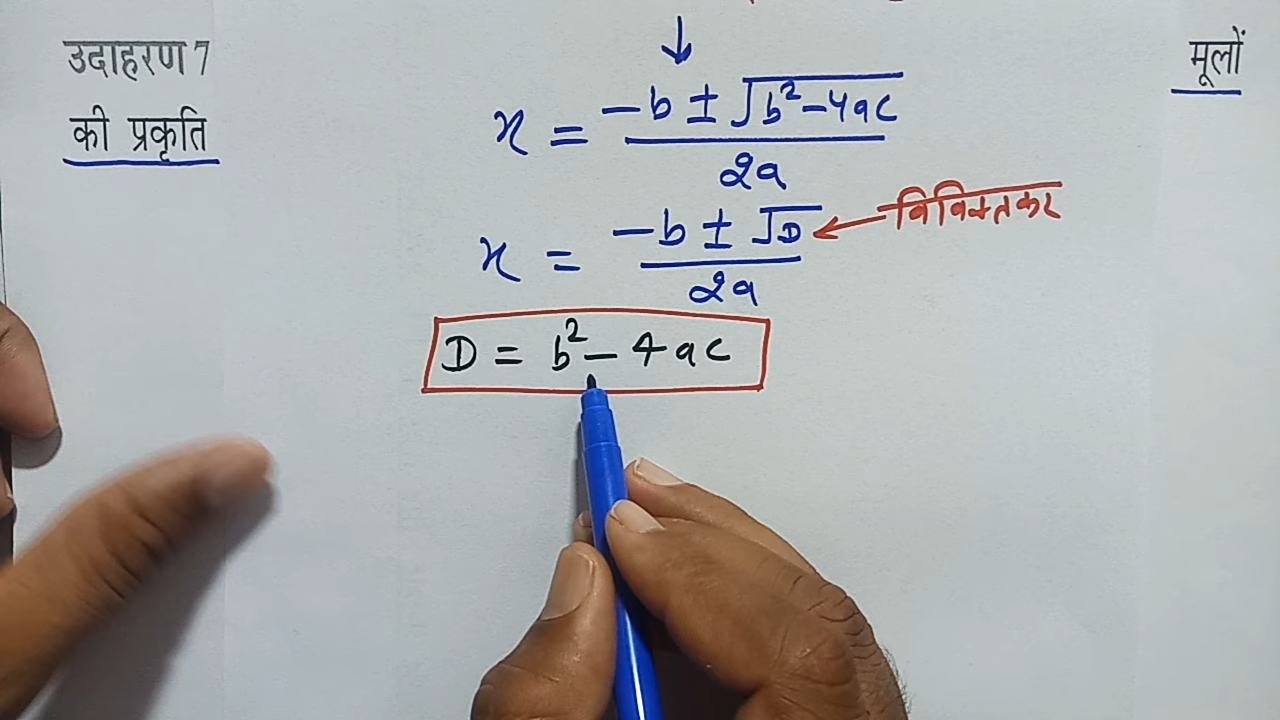 उदाहरण 7
मूलों
की प्रकृति
x = -b ± √b² - 4ac / 2a
x = -b ± √D / 2a ← विविक्तकर
D = b² - 4ac